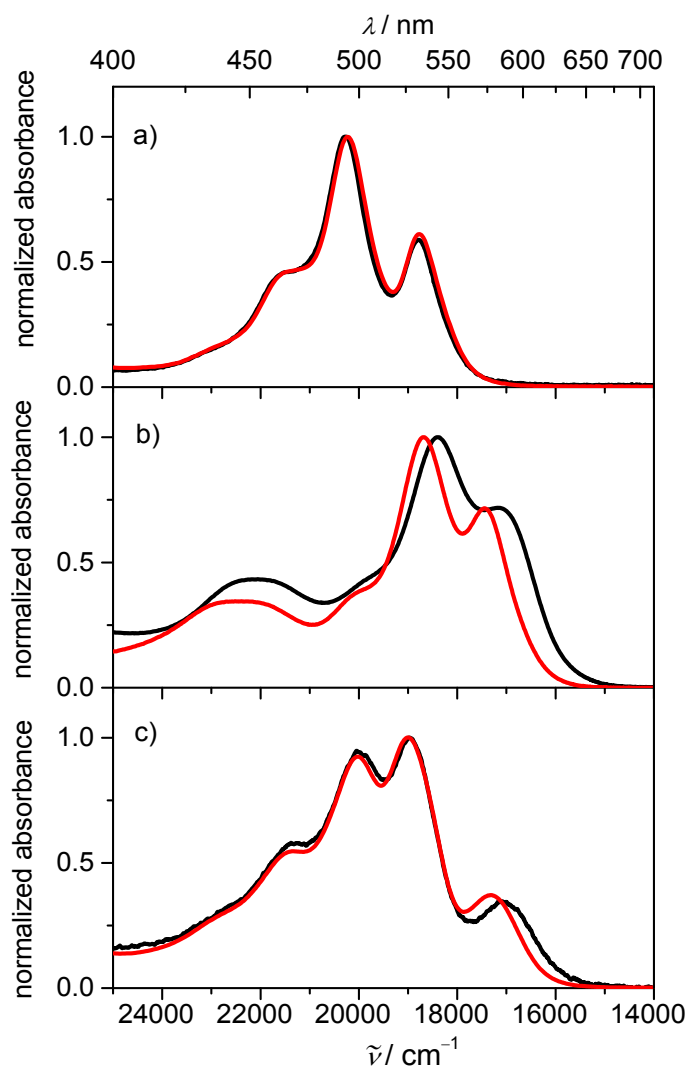 λ / nm
400 450 500 550 600 650 700
a)
normalized absorbance
1.0
0.5
0.0
b)
normalized absorbance
1.0
0.5
0.0
c)
normalized absorbance
1.0
0.5
0.0
24000 22000 20000 18000 16000 14000
ν̃ / cm⁻¹